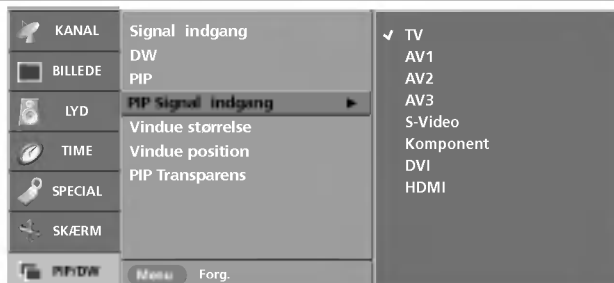 KANAL
BILLEDE
LYD
TIME
SPECIAL
SKÆRM
PIP/DW
Signal indgang
DW
PIP
PIP Signal indgang
Vindue størrelse
Vindue position
PIP Transparens
Menu Forg.
TV
AV1
AV2
AV3
S-Video
Komponent
DVI
HDMI